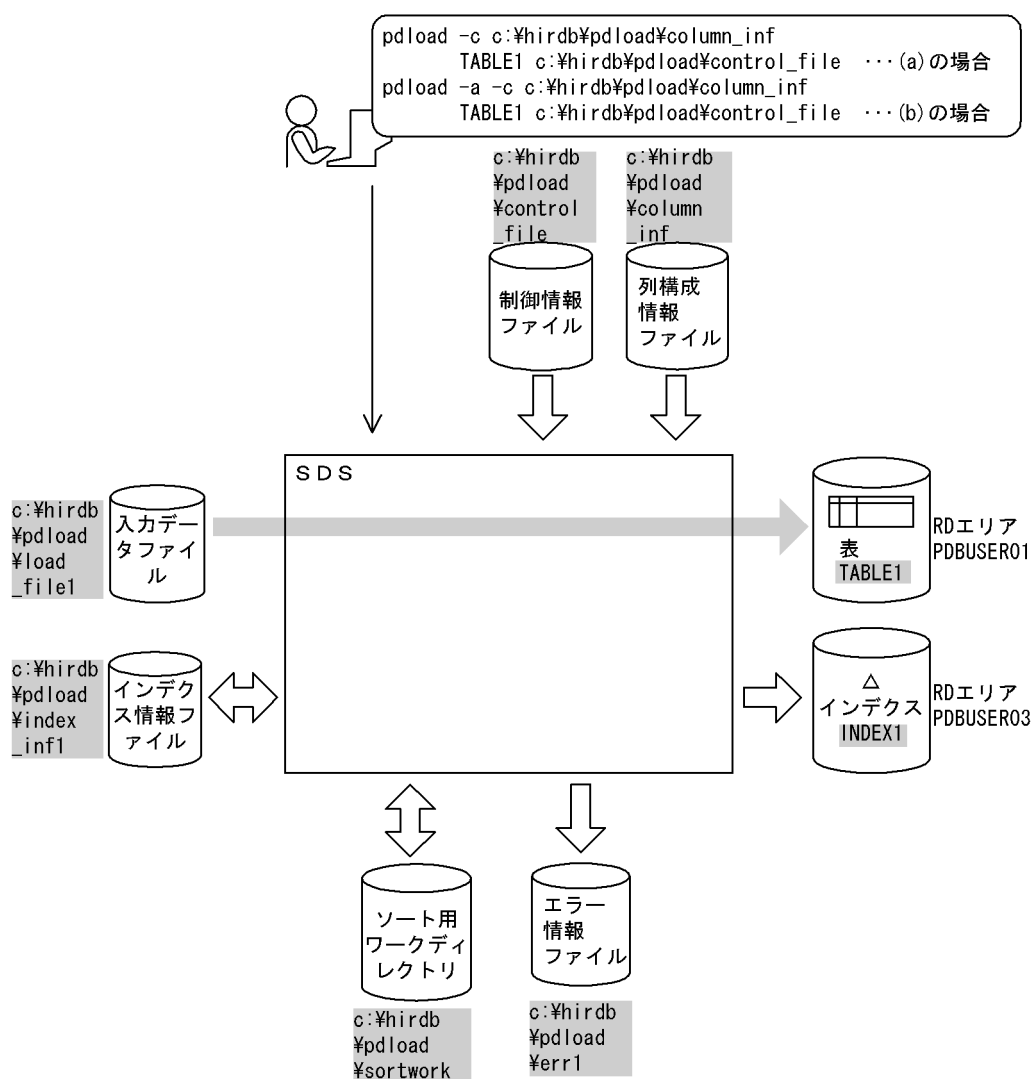 pdload -c c:¥hirdb¥pdload¥column_inf
TABLE1 c:¥hirdb¥pdload¥control_file ･･･(a)の場合
pdload -a -c c:¥hirdb¥pdload¥column_inf
TABLE1 c:¥hirdb¥pdload¥control_file ･･･(b)の場合
c:¥hirdb
¥pdload
¥control
_file
c:¥hirdb
¥pdload
¥column
_inf
制御情報
ファイル
列構成
情報
ファイル
ＳＤＳ
c:¥hirdb
¥pdload
¥load
_file1
入力デー
タファイ
ル
表
TABLE1
RDエリア
PDBUSER01
c:¥hirdb
¥pdload
¥index
_inf1
インデク
ス情報フ
ァイル
△
インデクス
INDEX1
RDエリア
PDBUSER03
ソート用
ワークディ
レクトリ
c:¥hirdb
¥pdload
¥sortwork
エラー
情報
ファイル
c:¥hirdb
¥pdload
¥err1